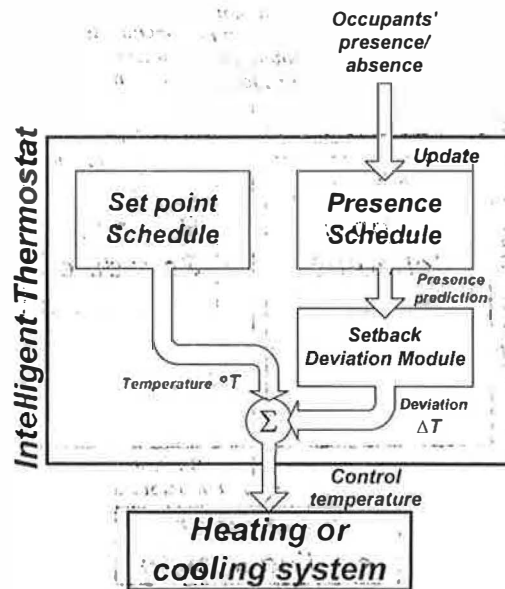 Occupants'
presence/
absence
Intelligent Thermostat
Update
Set point
Schedule
Presence
Schedule
Presence
prediction
Setback
Deviation Module
Temperature °T
Σ
Deviation
ΔT
Control
temperature
Heating or
cooling system